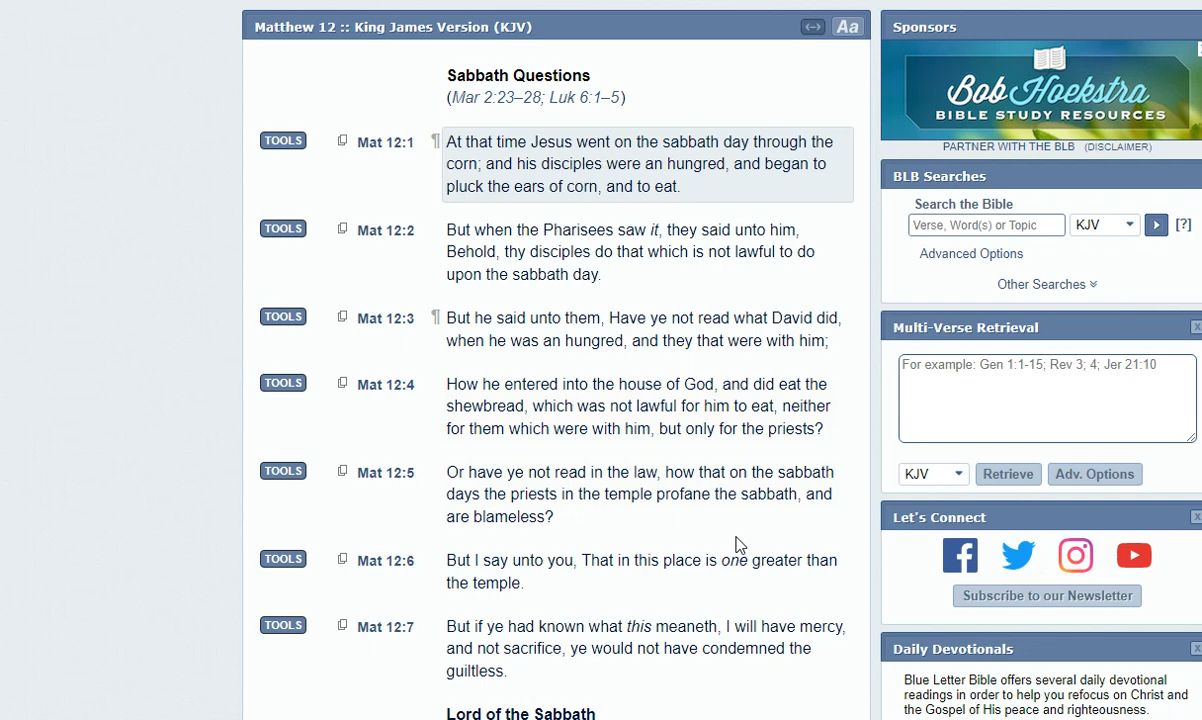 Matthew 12 :: King James Version (KJV)
Aa
Sabbath Questions
(Mar 2:23–28; Luk 6:1–5)
TOOLS
Mat 12:1
¶
At that time Jesus went on the sabbath day through the
corn; and his disciples were an hungred, and began to
pluck the ears of corn, and to eat.
TOOLS
Mat 12:2
But when the Pharisees saw it, they said unto him,
Behold, thy disciples do that which is not lawful to do
upon the sabbath day.
TOOLS
Mat 12:3
¶
But he said unto them, Have ye not read what David did,
when he was an hungred, and they that were with him;
TOOLS
Mat 12:4
How he entered into the house of God, and did eat the
shewbread, which was not lawful for him to eat, neither
for them which were with him, but only for the priests?
TOOLS
Mat 12:5
Or have ye not read in the law, how that on the sabbath
days the priests in the temple profane the sabbath, and
are blameless?
TOOLS
Mat 12:6
But I say unto you, That in this place is one greater than
the temple.
TOOLS
Mat 12:7
But if ye had known what this meaneth, I will have mercy,
and not sacrifice, ye would not have condemned the
guiltless.
Lord of the Sabbath
Sponsors
Bob Hoekstra
BIBLE STUDY RESOURCES
PARTNER WITH THE BLB (DISCLAIMER)
BLB Searches
Search the Bible
Verse, Word(s) or Topic
KJV
[?]
Advanced Options
Other Searches
Multi-Verse Retrieval
x
For example: Gen 1:1-15; Rev 3; 4; Jer 21:10
KJV
Retrieve
Adv. Options
Let's Connect
x
Subscribe to our Newsletter
Daily Devotionals
x
Blue Letter Bible offers several daily devotional
readings in order to help you refocus on Christ and
the Gospel of His peace and righteousness.